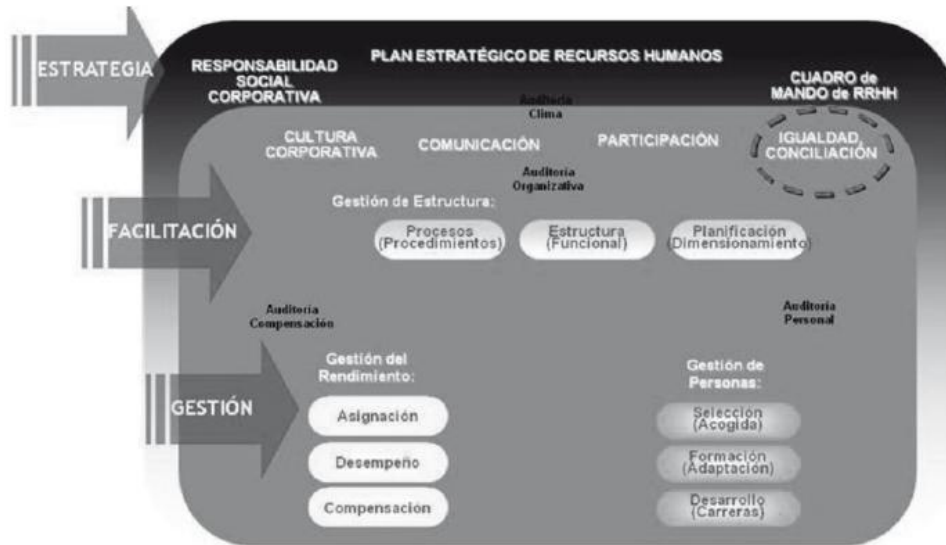 ESTRATEGIA
PLAN ESTRATÉGICO DE RECURSOS HUMANOS
RESPONSABILIDAD
SOCIAL
CORPORATIVA
CUADRO de
MANDO de RRHH
Auditoría
Clima
CULTURA
CORPORATIVA
COMUNICACIÓN
PARTICIPACIÓN
IGUALDAD,
CONCILIACIÓN
Auditoría
Organizativa
FACILITACIÓN
Gestión de Estructura:
Procesos
(Procedimientos)
Estructura
(Funcional)
Planificación
(Dimensionamiento)
Auditoría
Compensación
Auditoría
Personal
GESTIÓN
Gestión del
Rendimiento:
Asignación
Desempeño
Compensación
Gestión de
Personas:
Selección
(Acogida)
Formación
(Adaptación)
Desarrollo
(Carreras)